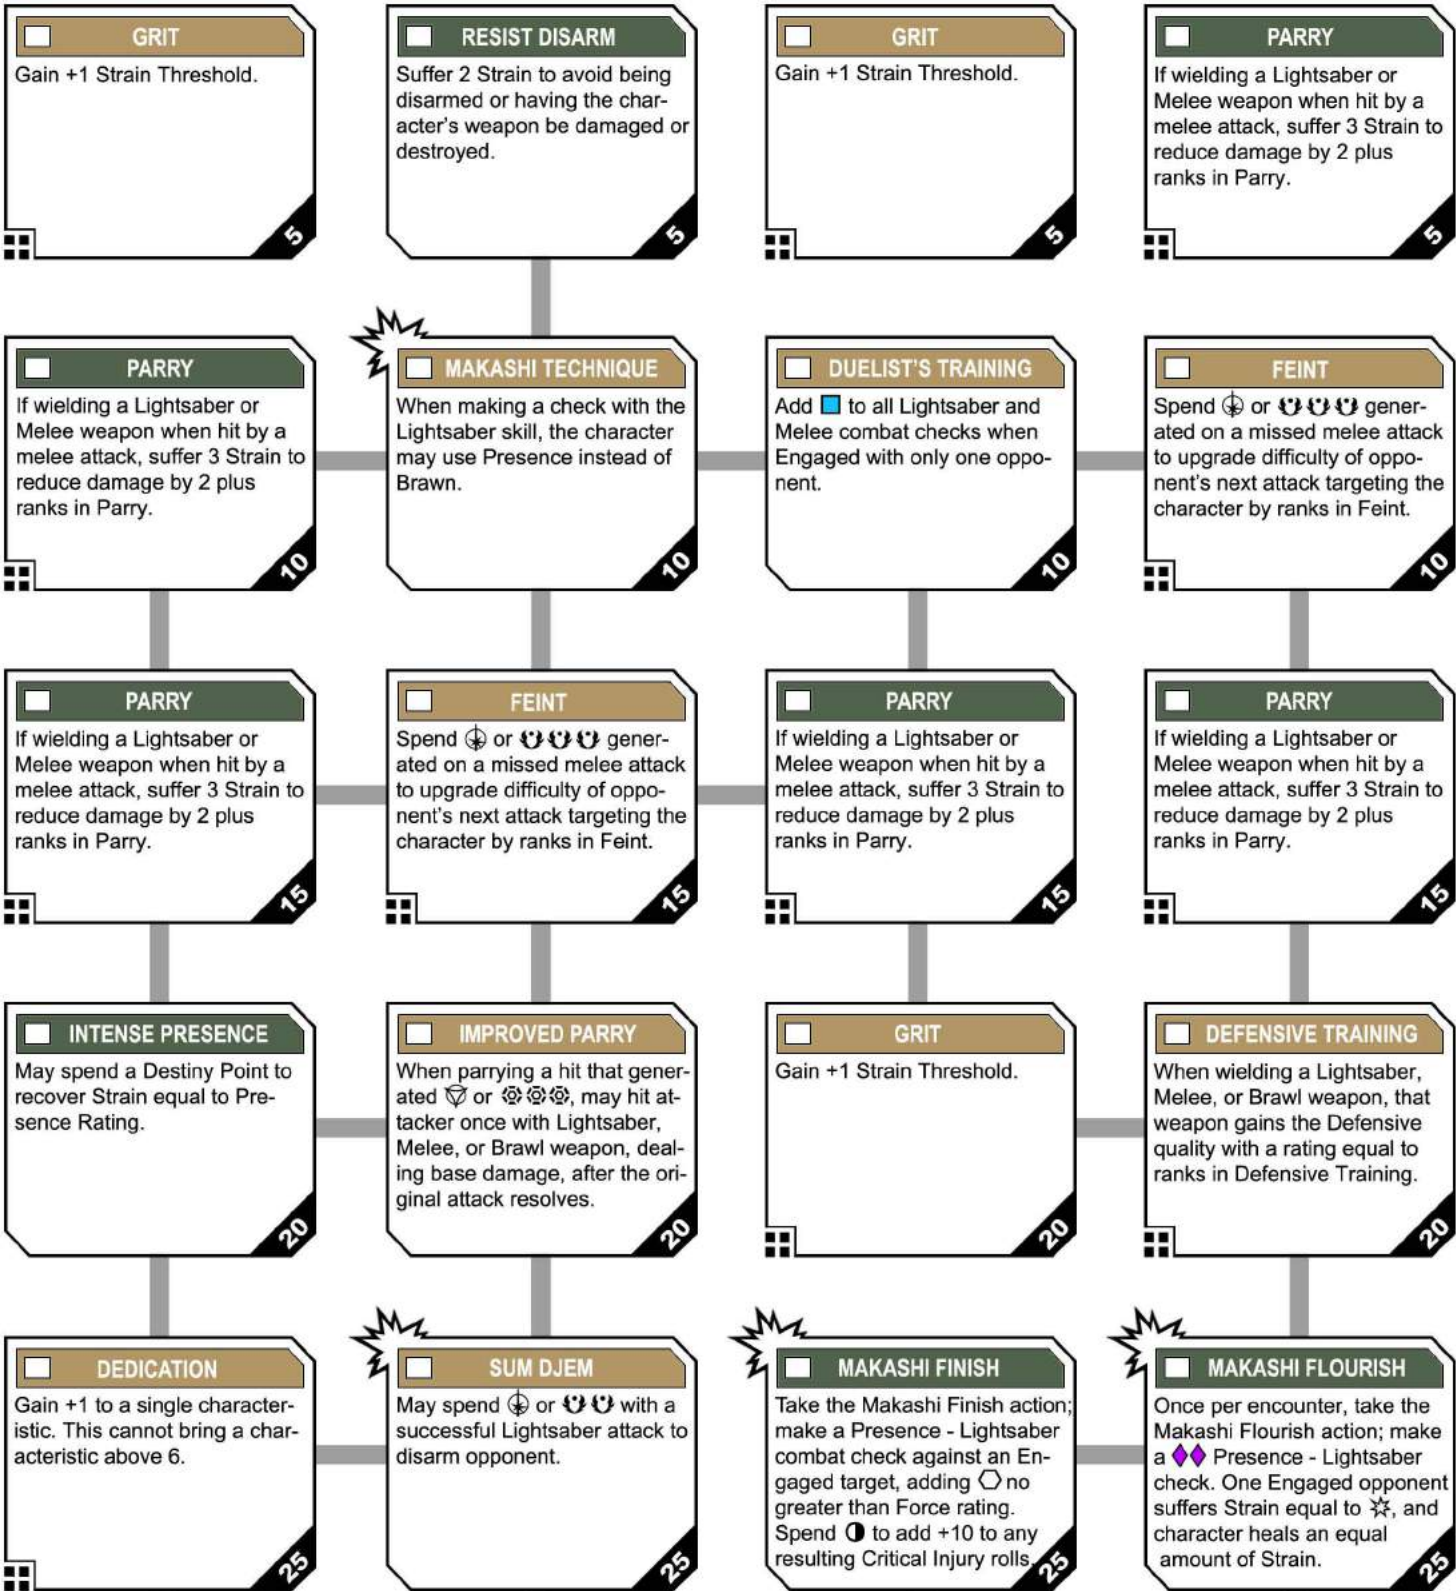 GRIT
Gain +1 Strain Threshold.
5
RESIST DISARM
Suffer 2 Strain to avoid being
disarmed or having the char-
acter's weapon be damaged or
destroyed.
5
GRIT
Gain +1 Strain Threshold.
5
PARRY
If wielding a Lightsaber or
Melee weapon when hit by a
melee attack, suffer 3 Strain to
reduce damage by 2 plus
ranks in Parry.
5
PARRY
If wielding a Lightsaber or
Melee weapon when hit by a
melee attack, suffer 3 Strain to
reduce damage by 2 plus
ranks in Parry.
10
MAKASHI TECHNIQUE
When making a check with the
Lightsaber skill, the character
may use Presence instead of
Brawn.
10
DUELIST'S TRAINING
Add to all Lightsaber and
Melee combat checks when
Engaged with only one oppo-
nent.
10
FEINT
Spend or gener-
ated on a missed melee attack
to upgrade difficulty of oppo-
nent's next attack targeting the
character by ranks in Feint.
10
PARRY
If wielding a Lightsaber or
Melee weapon when hit by a
melee attack, suffer 3 Strain to
reduce damage by 2 plus
ranks in Parry.
15
FEINT
Spend or gener-
ated on a missed melee attack
to upgrade difficulty of oppo-
nent's next attack targeting the
character by ranks in Feint.
15
PARRY
If wielding a Lightsaber or
Melee weapon when hit by a
melee attack, suffer 3 Strain to
reduce damage by 2 plus
ranks in Parry.
15
PARRY
If wielding a Lightsaber or
Melee weapon when hit by a
melee attack, suffer 3 Strain to
reduce damage by 2 plus
ranks in Parry.
15
INTENSE PRESENCE
May spend a Destiny Point to
recover Strain equal to Pre-
sence Rating.
20
IMPROVED PARRY
When parrying a hit that gener-
ated or , may hit at-
tacker once with Lightsaber,
Melee, or Brawl weapon, deal-
ing base damage, after the ori-
ginal attack resolves.
20
GRIT
Gain +1 Strain Threshold.
20
DEFENSIVE TRAINING
When wielding a Lightsaber,
Melee, or Brawl weapon, that
weapon gains the Defensive
quality with a rating equal to
ranks in Defensive Training.
20
DEDICATION
Gain +1 to a single character-
istic. This cannot bring a char-
acteristic above 6.
25
SUM DJEM
May spend or with a
successful Lightsaber attack to
disarm opponent.
25
MAKASHI FINISH
Take the Makashi Finish action;
make a Presence - Lightsaber
combat check against an En-
gaged target, adding no
greater than Force rating.
Spend to add +10 to any
resulting Critical Injury rolls.
25
MAKASHI FLOURISH
Once per encounter, take the
Makashi Flourish action; make
a Presence - Lightsaber
check. One Engaged opponent
suffers Strain equal to , and
character heals an equal
amount of Strain.
25